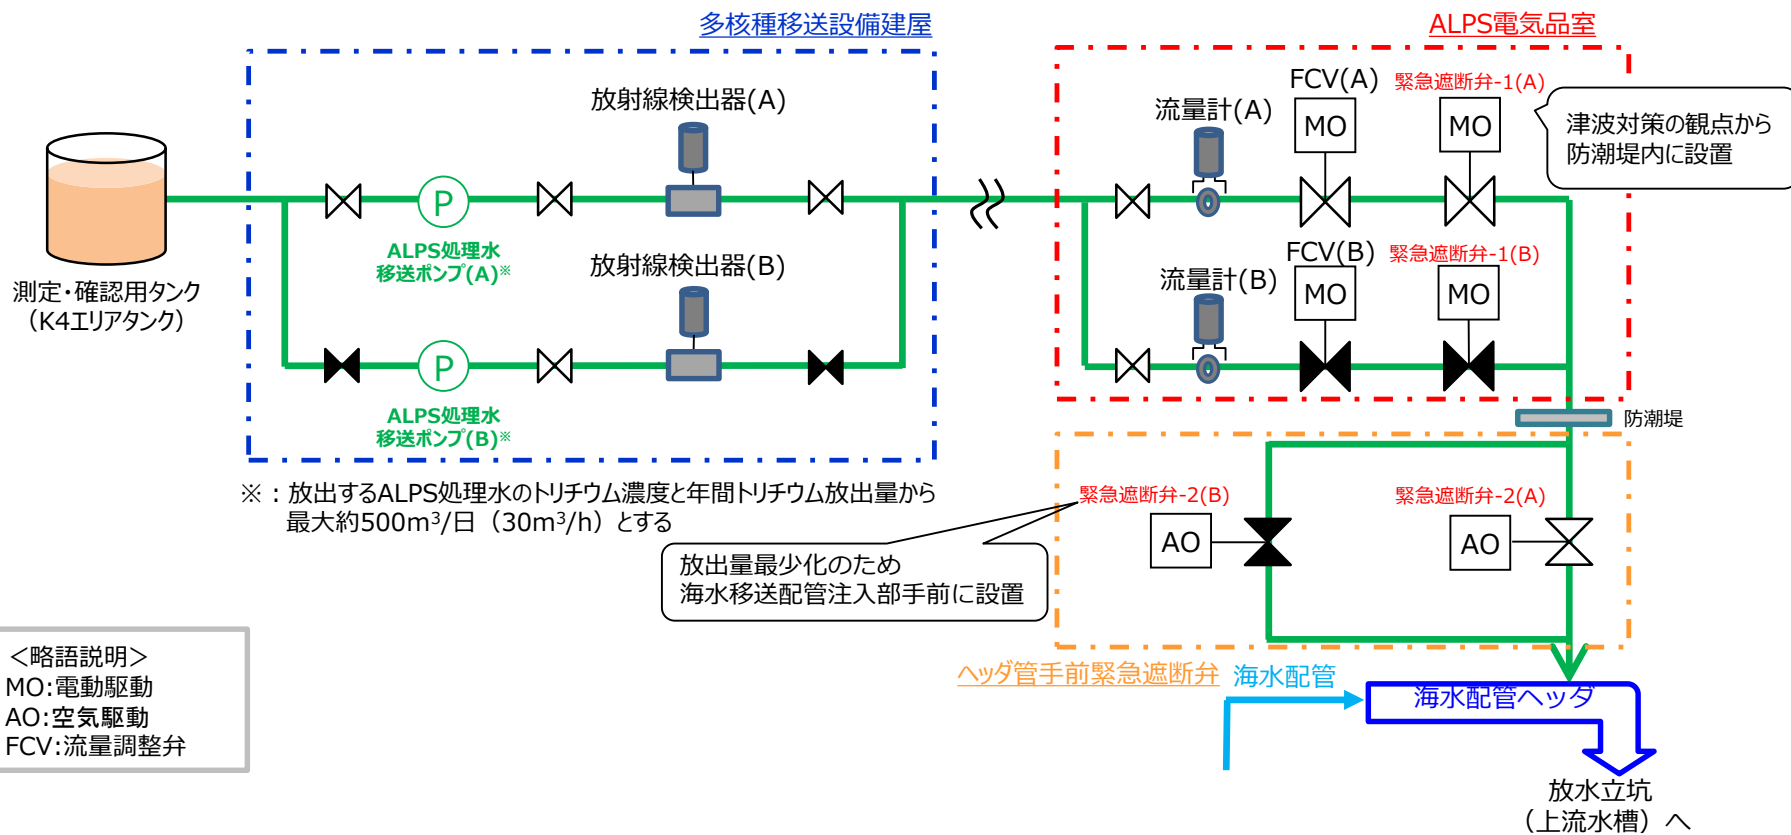 多核種移送設備建屋
ALPS電気品室
放射線検出器(A)
流量計(A)
FCV(A)
緊急遮断弁-1(A)
MO
MO
津波対策の観点から
防潮堤内に設置
P
ALPS処理水
移送ポンプ(A)※
測定・確認用タンク
（K4エリアタンク）
放射線検出器(B)
流量計(B)
FCV(B)
緊急遮断弁-1(B)
MO
MO
P
ALPS処理水
移送ポンプ(B)※
防潮堤
※：放出するALPS処理水のトリチウム濃度と年間トリチウム放出量から
最大約500m³/日（30m³/h）とする
緊急遮断弁-2(B)
緊急遮断弁-2(A)
AO
AO
放出量最少化のため
海水移送配管注入部手前に設置
＜略語説明＞
MO:電動駆動
AO:空気駆動
FCV:流量調整弁
ヘッダ管手前緊急遮断弁
海水配管
海水配管ヘッダ
放水立坑
（上流水槽）へ